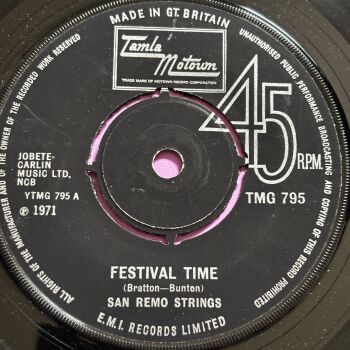 MADE IN GT. BRITAIN
UNAUTHORISED PUBLIC PERFORMANCE BROADCASTING AND COPYING OF THIS RECORD PROHIBITED
ALL RIGHTS OF THE MANUFACTURER AND OF THE OWNER OF THE RECORDED WORK RESERVED
Tamla
Motown
TRADE MARK OF MOTOWN RECORD CORPORATION
45
R.P.M.
JOBETE-
CARLIN
MUSIC LTD.
NCB
YTMG 795 A
℗ 1971
TMG 795
FESTIVAL TIME
(Bratton-Bunton)
SAN REMO STRINGS
E.M.I. RECORDS LIMITED